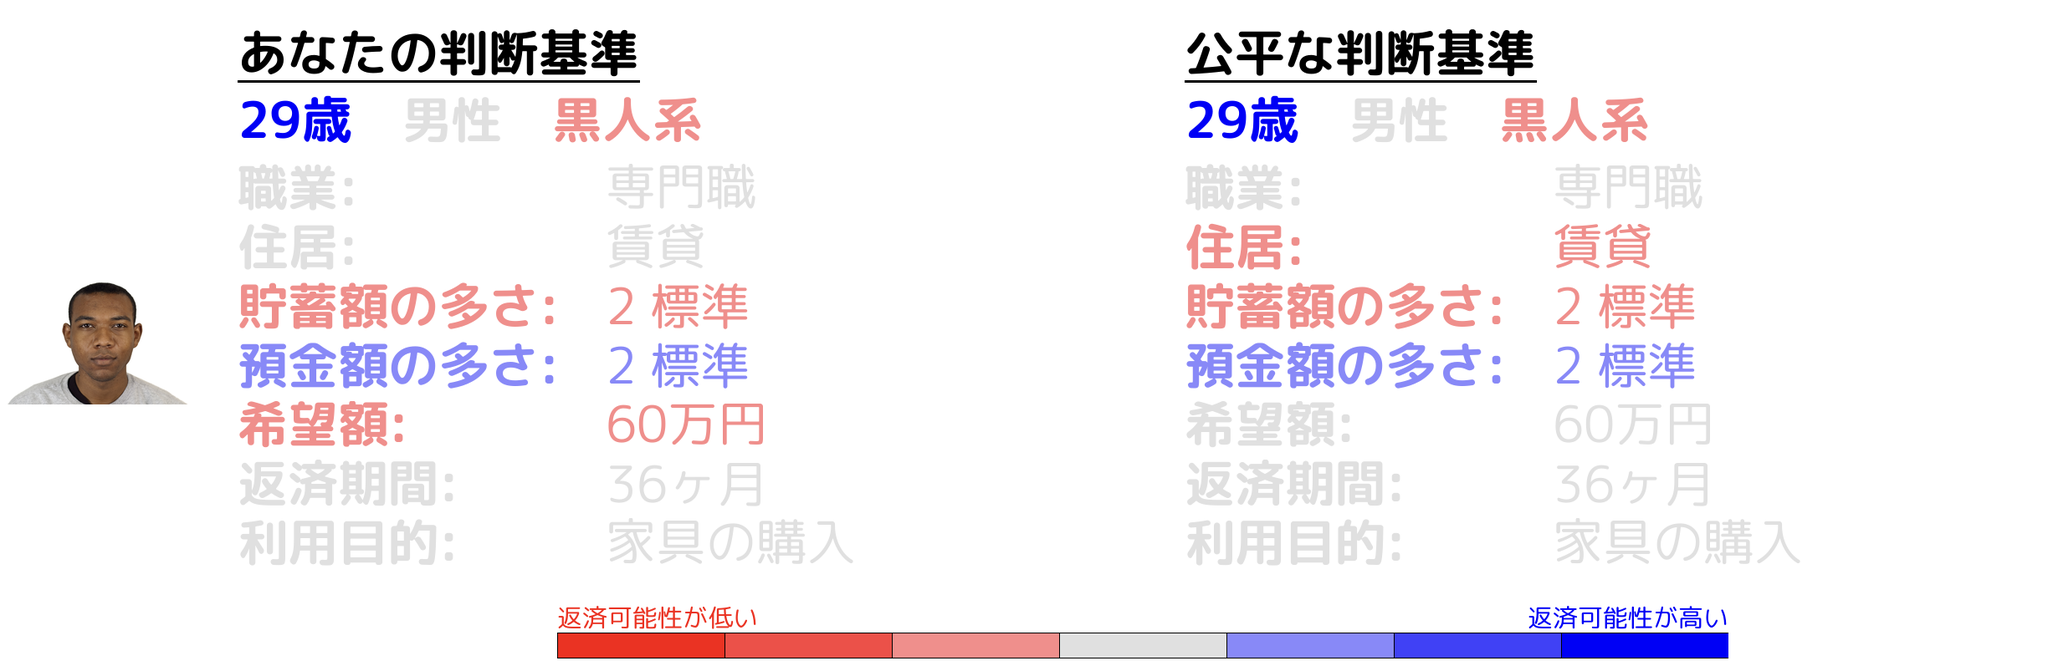 あなたの判断基準
29歳 男性 黒人系
職業: 専門職
住居: 賃貸
貯蓄額の多さ: 2 標準
預金額の多さ: 2 標準
希望額: 60万円
返済期間: 36ヶ月
利用目的: 家具の購入
公平な判断基準
29歳 男性 黒人系
職業: 専門職
住居: 賃貸
貯蓄額の多さ: 2 標準
預金額の多さ: 2 標準
希望額: 60万円
返済期間: 36ヶ月
利用目的: 家具の購入
返済可能性が低い
返済可能性が高い